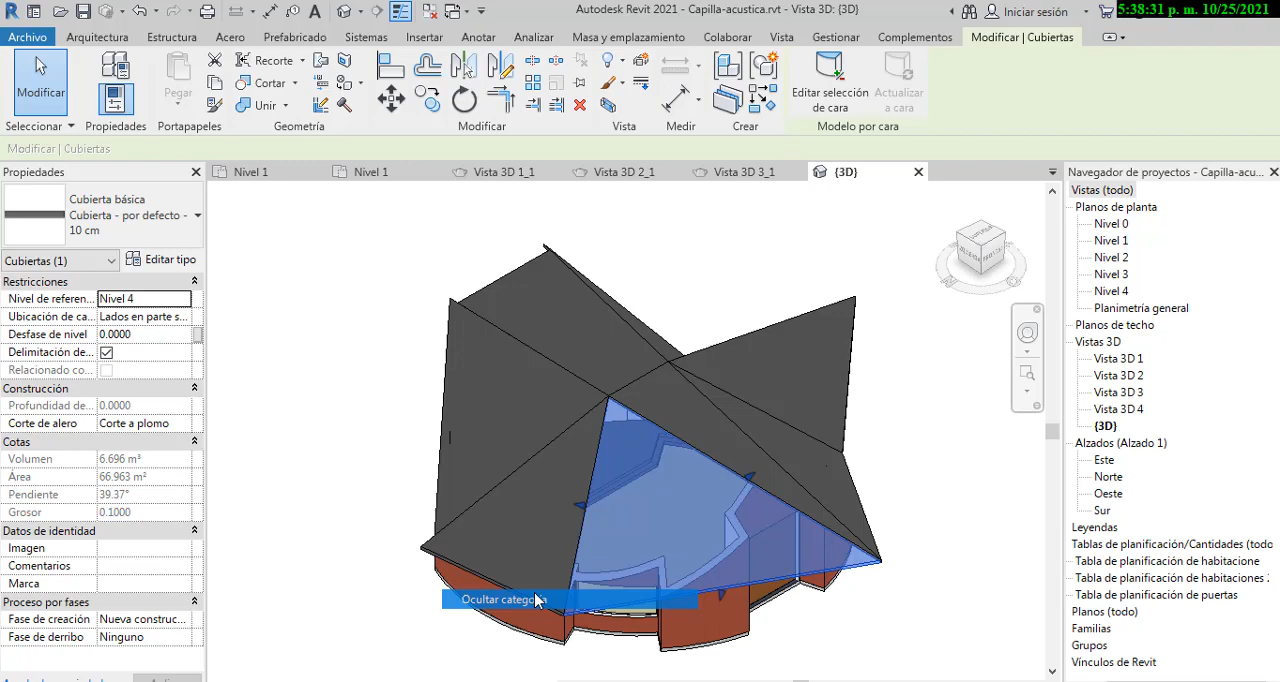 Autodesk Revit 2021 - Capilla-acustica.rvt - Vista 3D: {3D}
Iniciar sesión
5:38:31 p. m. 10/25/2021
Archivo
Arquitectura
Estructura
Acero
Prefabricado
Sistemas
Insertar
Anotar
Analizar
Masa y emplazamiento
Colaborar
Vista
Gestionar
Complementos
Modificar | Cubiertas
Modificar
Pegar
Recorte
Cortar
Unir
Editar selección
de cara
Actualizar
a cara
Seleccionar
Propiedades
Portapapeles
Geometría
Modificar
Vista
Medir
Crear
Modelo por cara
Modificar | Cubiertas
Propiedades
Nivel 1
Nivel 1
Vista 3D 1_1
Vista 3D 2_1
Vista 3D 3_1
{3D}
Navegador de proyectos - Capilla-acu...
Cubierta básica
Cubierta - por defecto -
10 cm
Cubiertas (1)
Editar tipo
Restricciones
Nivel de referen... Nivel 4
Ubicación de ca... Lados en parte s...
Desfase de nivel 0.0000
Delimitación de...
Relacionado co...
Construcción
Profundidad de... 0.0000
Corte de alero Corte a plomo
Cotas
Volumen 6.696 m³
Área 66.963 m²
Pendiente 39.37°
Grosor 0.1000
Datos de identidad
Imagen
Comentarios
Marca
Proceso por fases
Fase de creación Nueva construc...
Fase de derribo Ninguno
Ocultar categoría
Vistas (todo)
Planos de planta
Nivel 0
Nivel 1
Nivel 2
Nivel 3
Nivel 4
Planimetría general
Planos de techo
Vistas 3D
Vista 3D 1
Vista 3D 2
Vista 3D 3
Vista 3D 4
{3D}
Alzados (Alzado 1)
Este
Norte
Oeste
Sur
Leyendas
Tablas de planificación/Cantidades (todo
Tabla de planificación de habitacione
Tabla de planificación de habitaciones
Tabla de planificación de puertas
Planos (todo)
Familias
Grupos
Vínculos de Revit